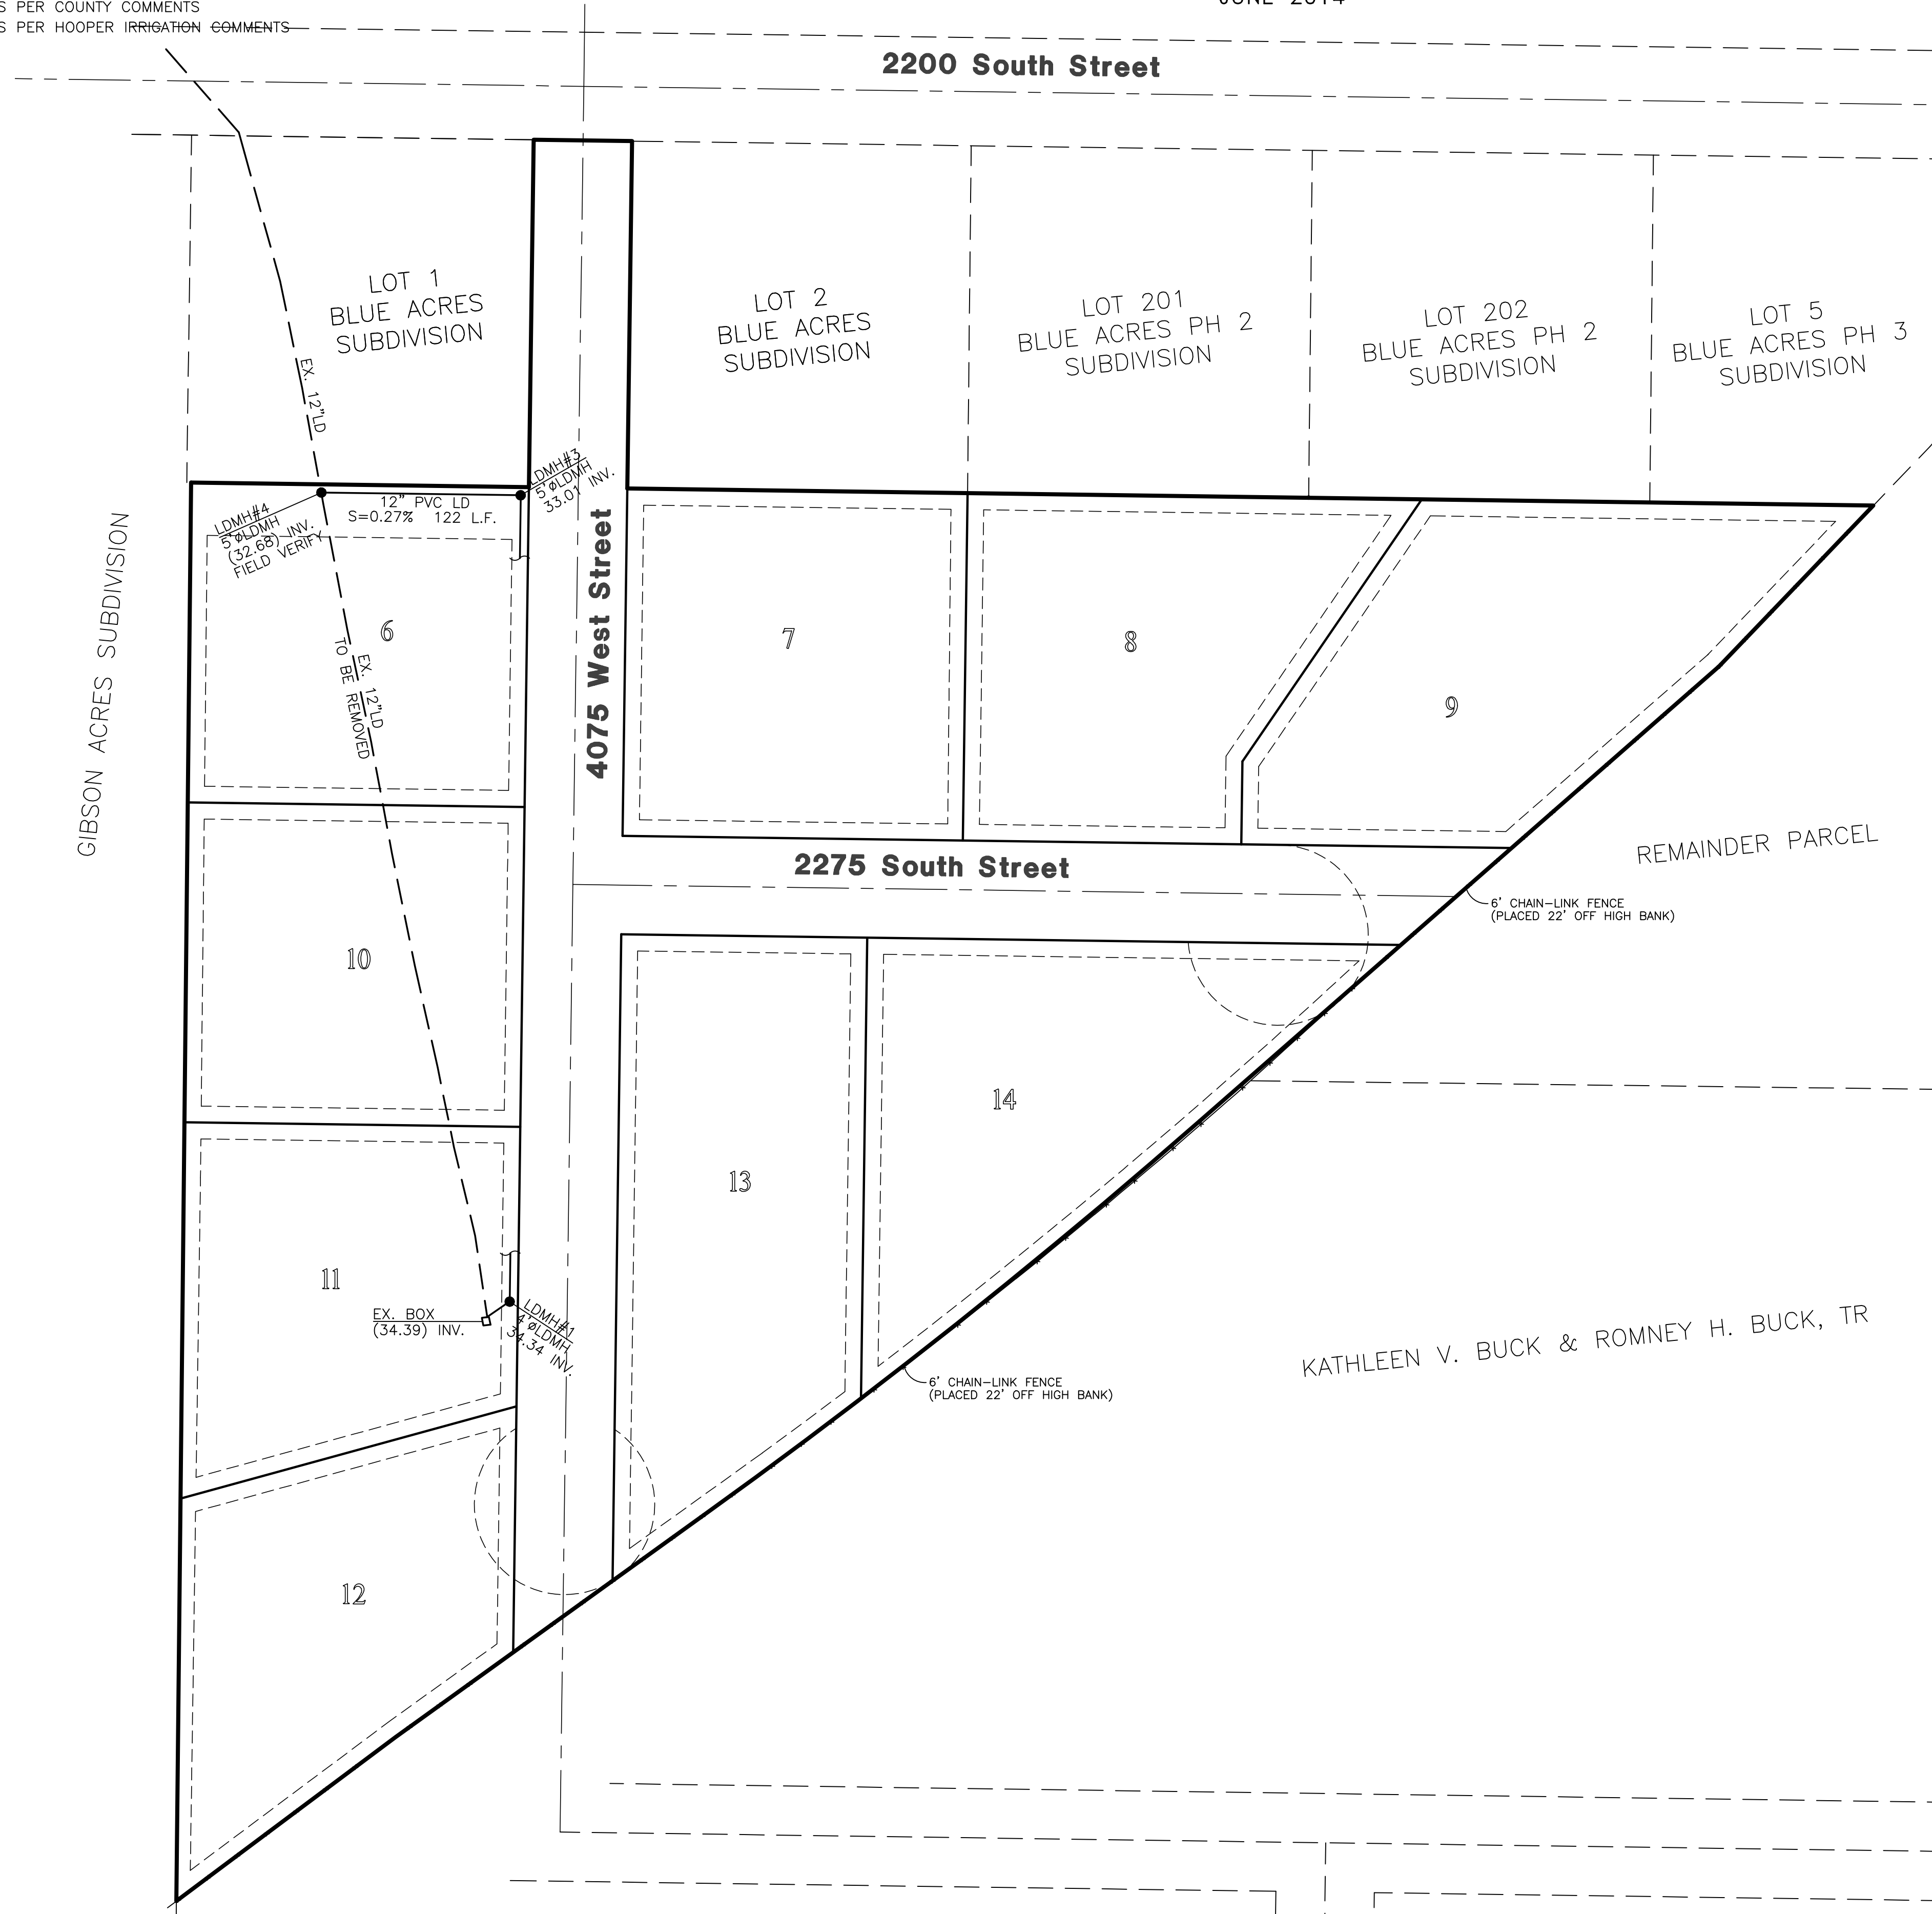 S PER COUNTY COMMENTS
S PER HOOPER IRRIGATION COMMENTS
JUNE 2014
2200 South Street
LOT 1
BLUE ACRES
SUBDIVISION
LOT 2
BLUE ACRES
SUBDIVISION
LOT 201
BLUE ACRES PH 2
SUBDIVISION
LOT 202
BLUE ACRES PH 2
SUBDIVISION
LOT 5
BLUE ACRES PH 3
SUBDIVISION
EX. 12"LD
LDMH#3
5'øLDMH
33.01 INV.
12" PVC LD
S=0.27% 122 L.F.
LDMH#4
5'øLDMH
(32.68) INV.
FIELD VERIFY
GIBSON ACRES SUBDIVISION
4075 West Street
6
7
8
9
EX. 12"LD
TO BE REMOVED
2275 South Street
REMAINDER PARCEL
6' CHAIN-LINK FENCE
(PLACED 22' OFF HIGH BANK)
10
13
14
11
EX. BOX
(34.39) INV.
LDMH#1
4'øLDMH
34.34 INV.
KATHLEEN V. BUCK & ROMNEY H. BUCK, TR
6' CHAIN-LINK FENCE
(PLACED 22' OFF HIGH BANK)
12